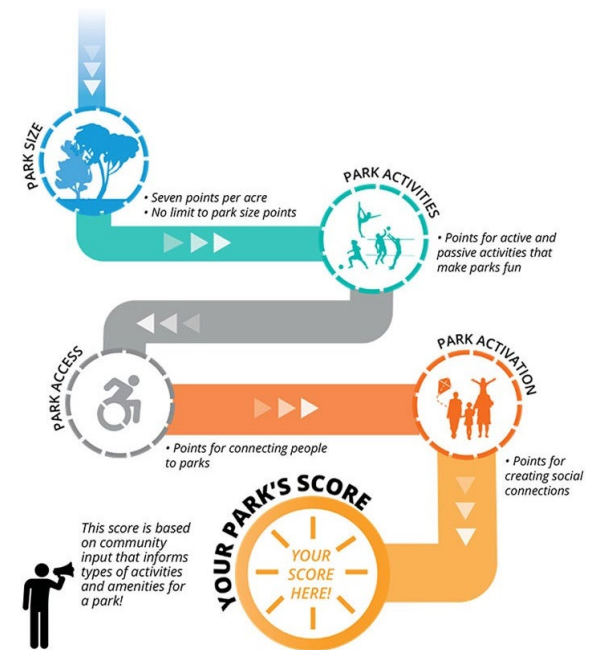 PARK SIZE
• Seven points per acre
• No limit to park size points
PARK ACTIVITIES
• Points for active and
passive activities that
make parks fun
PARK ACCESS
• Points for connecting people
to parks
PARK ACTIVATION
• Points for
creating social
connections
YOUR PARK'S SCORE
YOUR
SCORE
HERE!
This score is based
on community
input that informs
types of activities
and amenities for
a park!